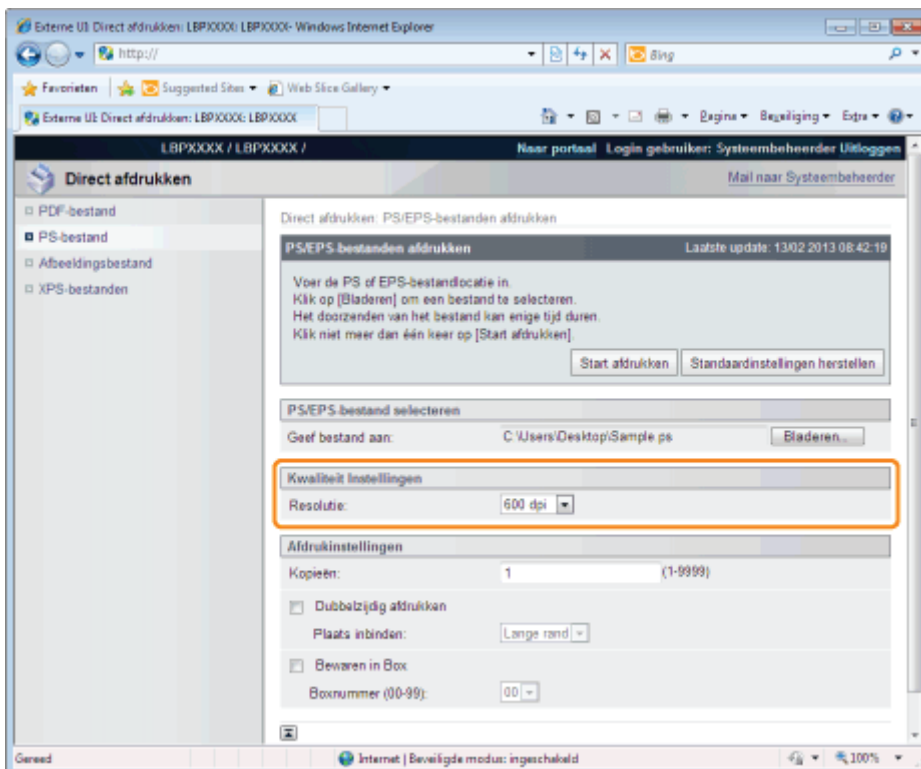 Externe UI: Direct afdrukken: LBPXXXX: LBPXXXX- Windows Internet Explorer
http://
Bing
Favorieten Suggested Sites Web Slice Gallery
Externe UI: Direct afdrukken: LBPXXXX: LBPXXXX
Pagina Beveiliging Extra
LBPXXXX / LBPXXXX /
Naar portaal Login gebruiker: Systeembeheerder Uitloggen
Direct afdrukken
Mail naar Systeembeheerder
PDF-bestand
PS-bestand
Afbeeldingsbestand
XPS-bestanden
Direct afdrukken: PS/EPS-bestanden afdrukken
PS/EPS-bestanden afdrukken Laatste update: 13/02 2013 08:42:19
Voer de PS of EPS-bestandlocatie in.
Klik op [Bladeren] om een bestand te selecteren.
Het doorzenden van het bestand kan enige tijd duren.
Klik niet meer dan één keer op [Start afdrukken]
Start afdrukken Standaardinstellingen herstellen
PS/EPS-bestand selecteren
Geef bestand aan: C:\Users\Desktop\Sample.ps Bladeren...
Kwaliteit Instellingen
Resolutie: 600 dpi
Afdrukinstellingen
Kopieën: 1 (1-9999)
Dubbelzijdig afdrukken
Plaats inbinden: Lange rand
Bewaren in Box
Boxnummer (00-99): 00
Gereed Internet | Beveiligde modus: ingeschakeld 100%